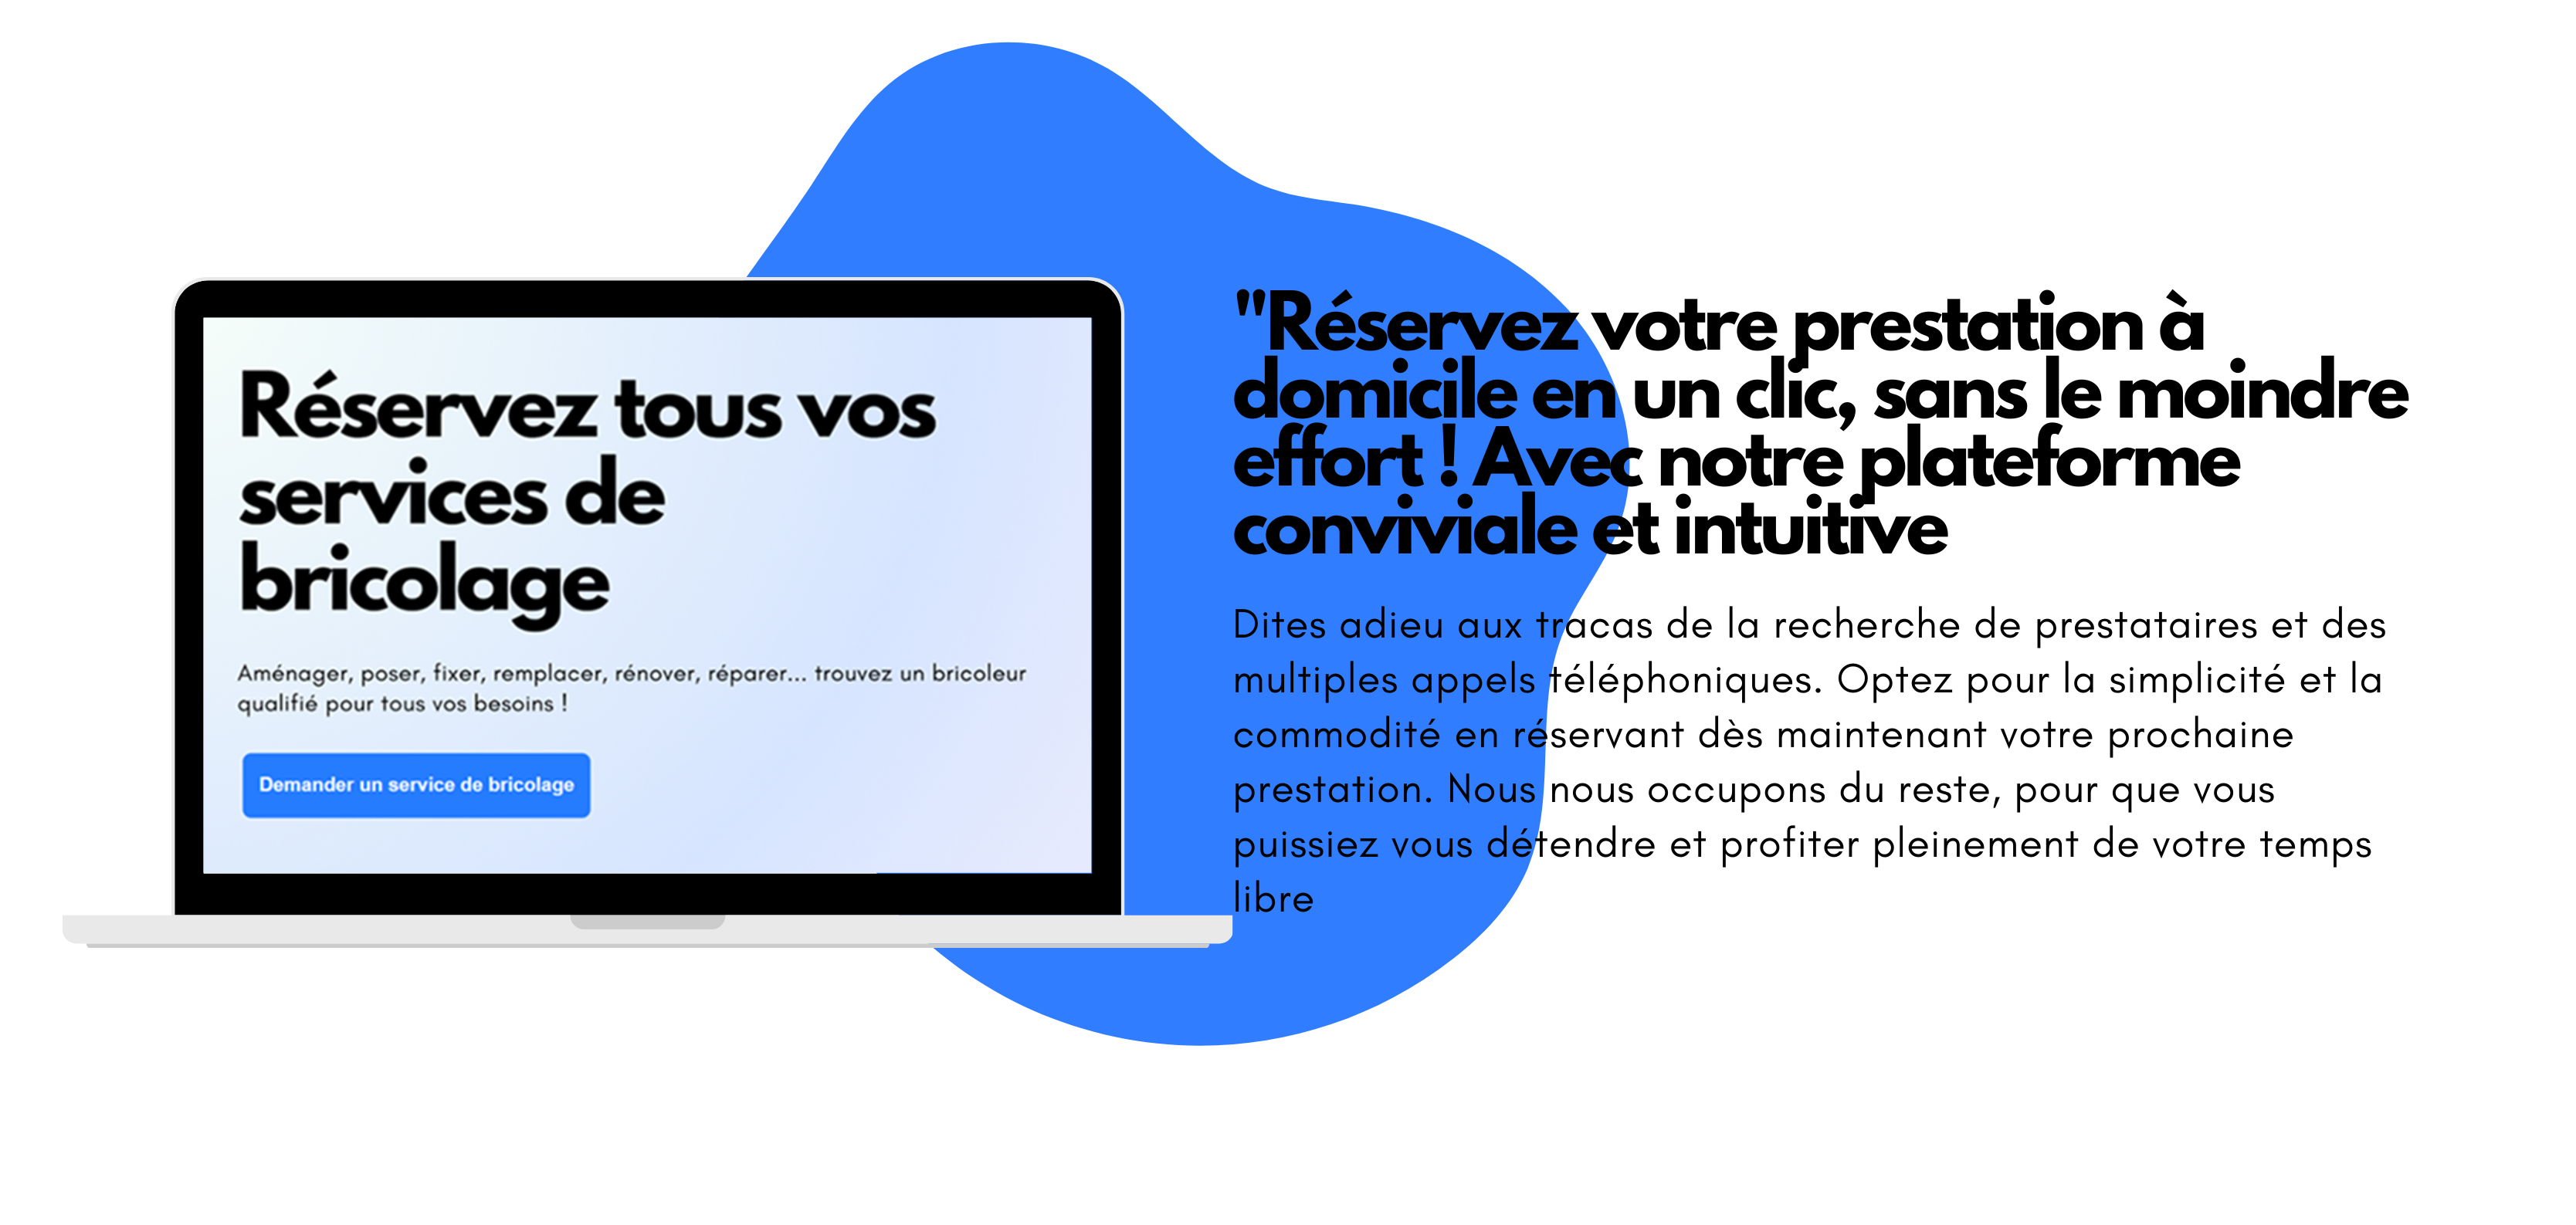 Réservez tous vos
services de
bricolage
Aménager, poser, fixer, remplacer, rénover, réparer... trouvez un bricoleur
qualifié pour tous vos besoins !
Demander un service de bricolage
"Réservez votre prestation à
domicile en un clic, sans le moindre
effort ! Avec notre plateforme
conviviale et intuitive
Dites adieu aux tracas de la recherche de prestataires et des
multiples appels téléphoniques. Optez pour la simplicité et la
commodité en réservant dès maintenant votre prochaine
prestation. Nous nous occupons du reste, pour que vous
puissiez vous détendre et profiter pleinement de votre temps
libre